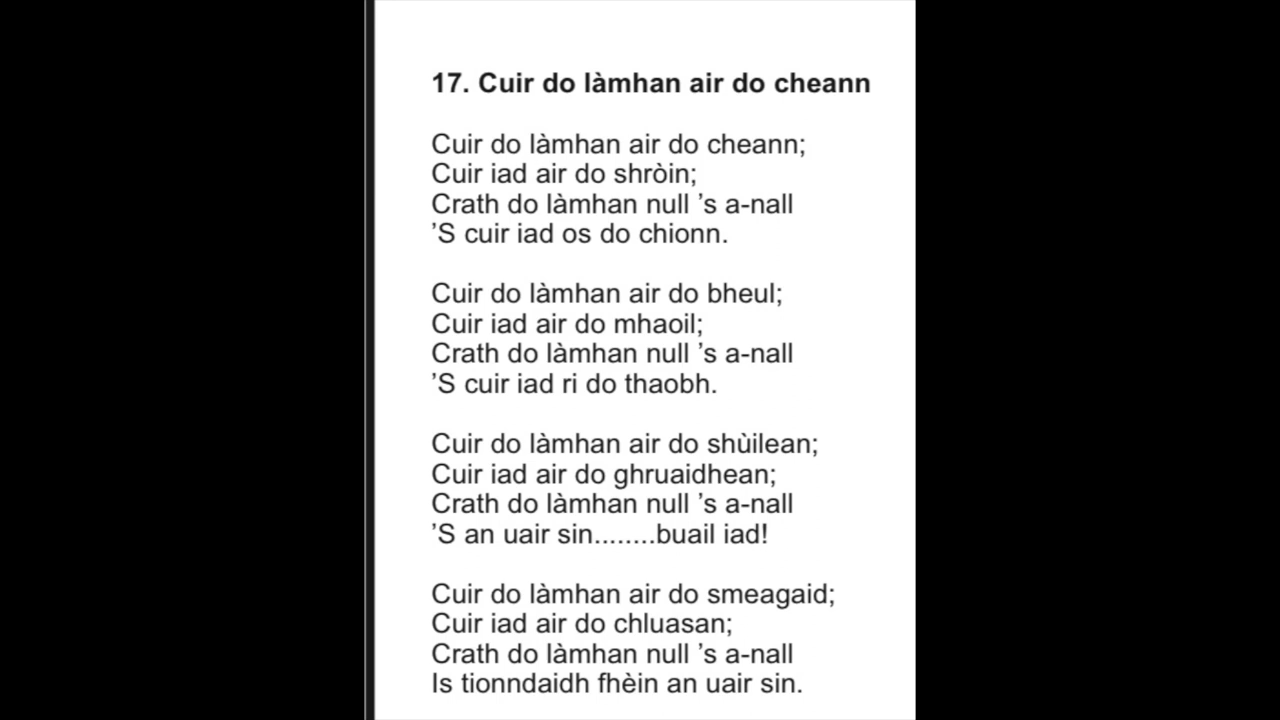 17. Cuir do làmhan air do cheann
Cuir do làmhan air do cheann;
Cuir iad air do shròin;
Crath do làmhan null ’s a-nall
’S cuir iad os do chionn.
Cuir do làmhan air do bheul;
Cuir iad air do mhaoil;
Crath do làmhan null ’s a-nall
’S cuir iad ri do thaobh.
Cuir do làmhan air do shùilean;
Cuir iad air do ghruaidhean;
Crath do làmhan null ’s a-nall
’S an uair sin........buail iad!
Cuir do làmhan air do smeagaid;
Cuir iad air do chluasan;
Crath do làmhan null ’s a-nall
Is tionndaidh fhèin an uair sin.